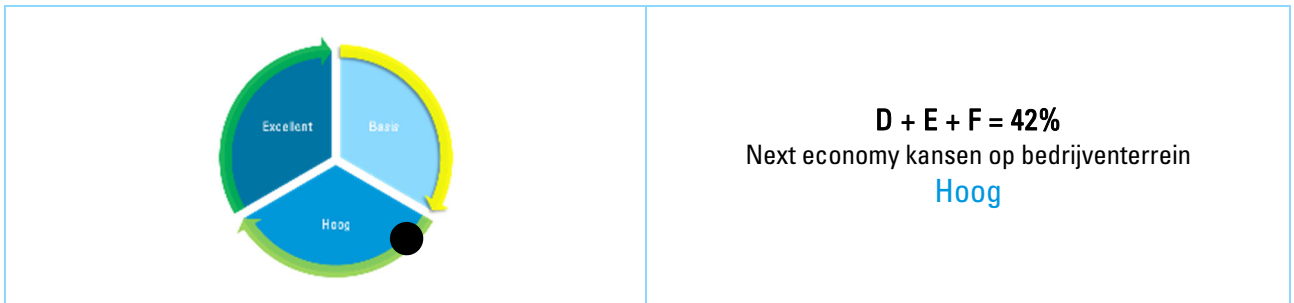 Excellent
Basis
Hoog
D + E + F = 42%
Next economy kansen op bedrijventerrein
Hoog